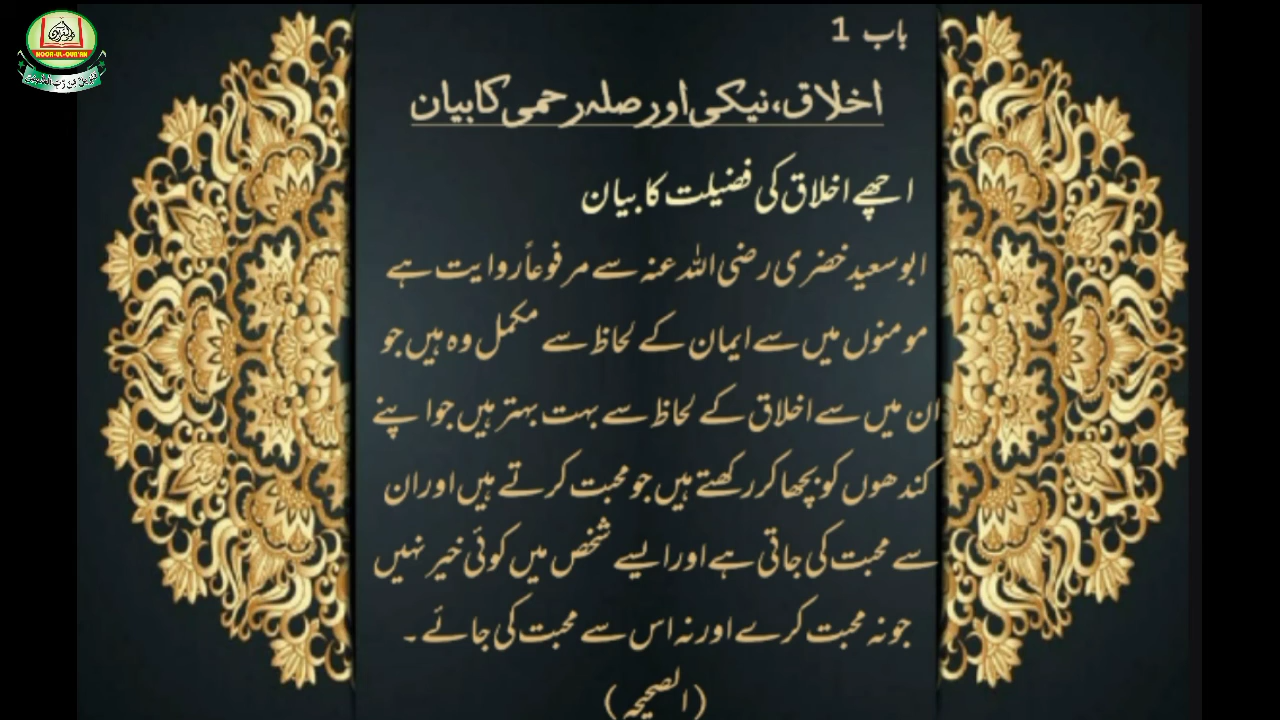 NOOR-UL-QUR'AN
باب 1
اخلاق، نیکی اور صلہ رحمی کا بیان
اچھے اخلاق کی فضیلت کا بیان
ابو سعید خضری رضی اللہ عنہ سے مرفوعاً روایت ہے
مومنوں میں سے ایمان کے لحاظ سے مکمل وہ ہیں جو
ان میں سے اخلاق کے لحاظ سے بہت بہتر ہیں جو اپنے
کندھوں کو بچھا کر رکھتے ہیں جو محبت کرتے ہیں اور ان
سے محبت کی جاتی ہے اور ایسے شخص میں کوئی خیر نہیں
جو نہ محبت کرے اور نہ اس سے محبت کی جائے ۔
(الصحیحہ)